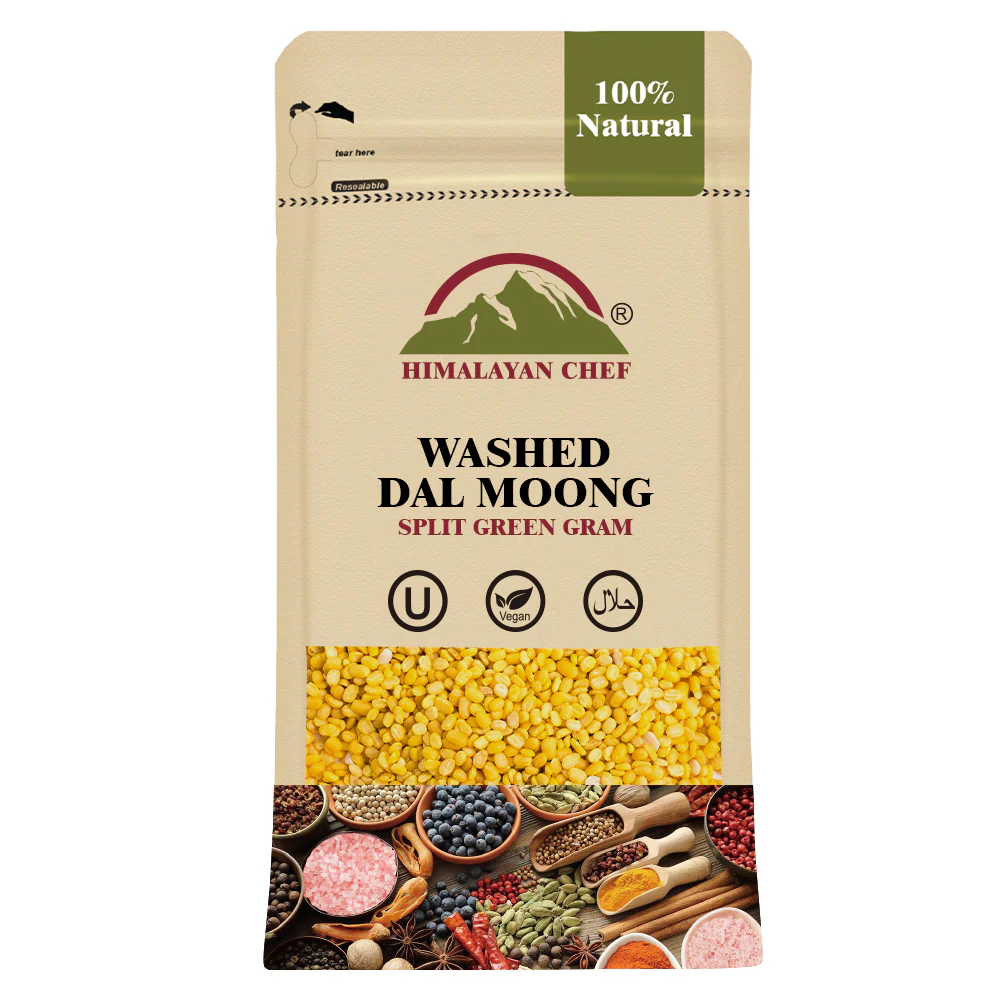 100%
Natural
tear here
Resealable
®
HIMALAYAN CHEF
WASHED
DAL MOONG
SPLIT GREEN GRAM
U
Vegan
حلال